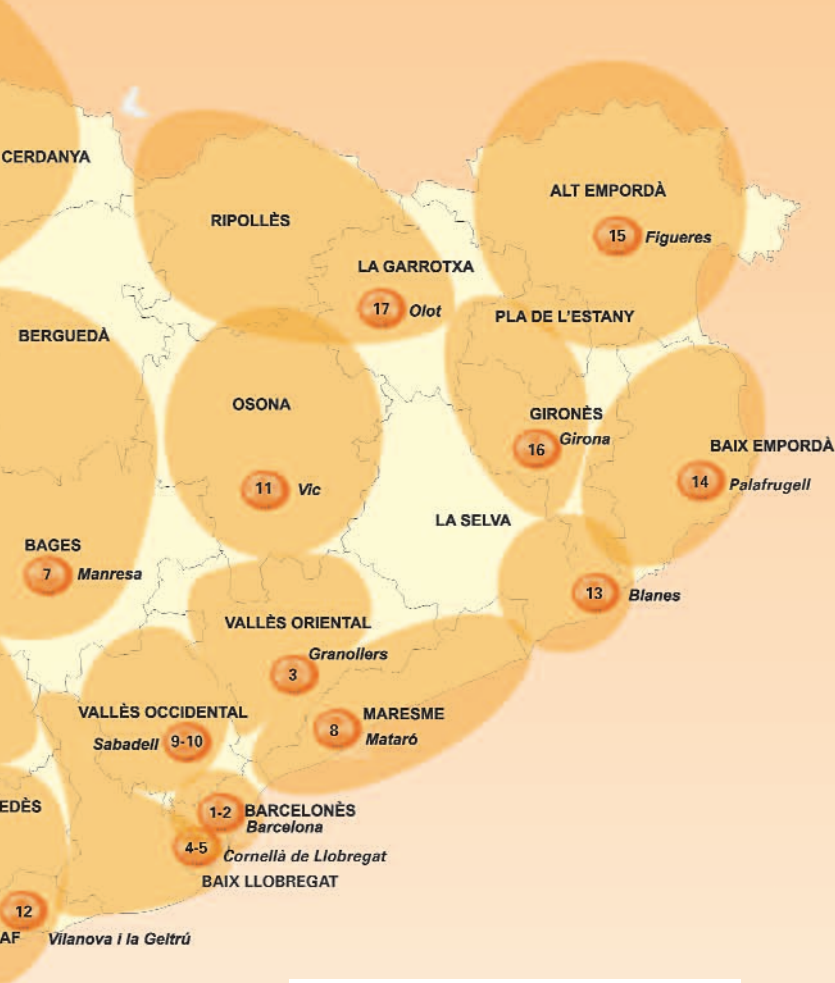 CERDANYA
ALT EMPORDÀ
RIPOLLÈS
15 Figueres
LA GARROTXA
17 Olot
PLA DE L'ESTANY
BERGUEDÀ
OSONA
GIRONÈS
16 Girona
BAIX EMPORDÀ
14 Palafrugell
11 Vic
LA SELVA
BAGES
7 Manresa
13 Blanes
VALLÈS ORIENTAL
Granollers
3
VALLÈS OCCIDENTAL
Sabadell 9-10
MARESME
8 Mataró
EDÈS
1-2 BARCELONÈS
Barcelona
4-5 Cornellà de Llobregat
BAIX LLOBREGAT
12
AF Vilanova i la Geltrú